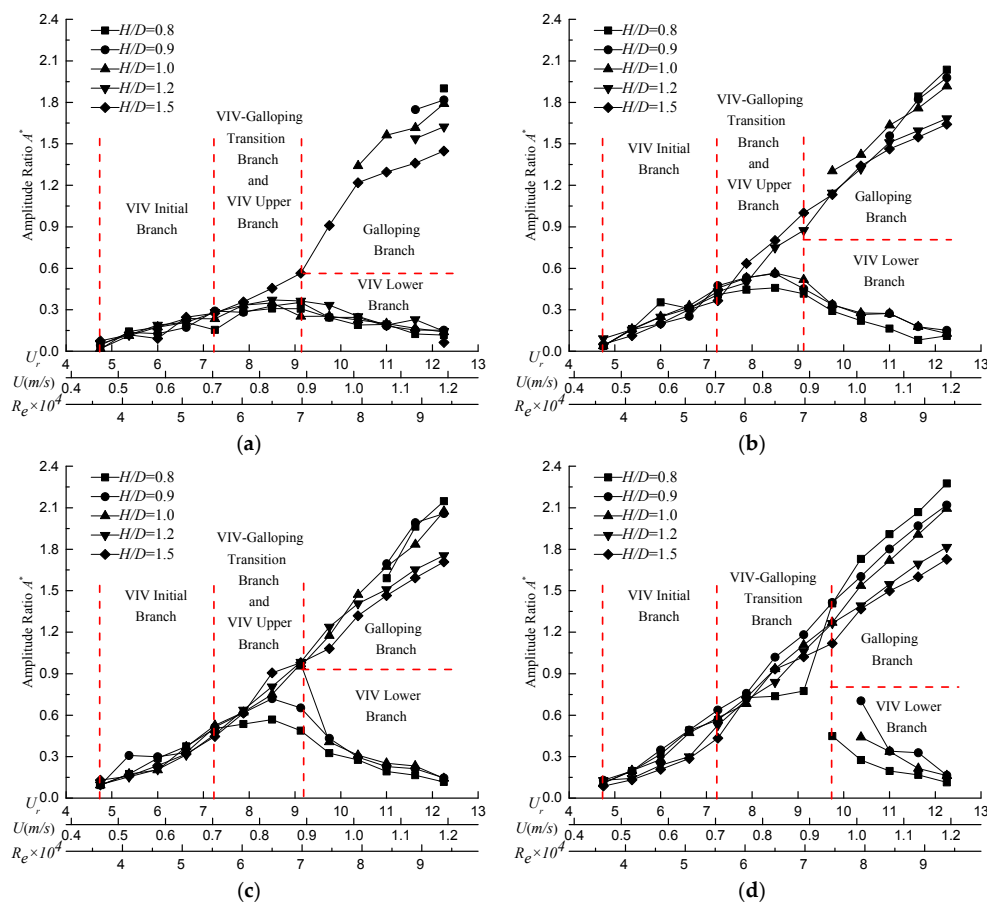 2.4
2.1
1.8
1.5
1.2
0.9
0.6
0.3
0.0
Amplitude Ratio A*
H/D=0.8
H/D=0.9
H/D=1.0
H/D=1.2
H/D=1.5
VIV Initial
Branch
VIV-Galloping
Transition
Branch
and
VIV Upper
Branch
Galloping
Branch
VIV Lower
Branch
Ur 4 5 6 7 8 9 10 11 12 13
U(m/s) 0.4 0.5 0.6 0.7 0.8 0.9 1.0 1.1 1.2
Re×10^4 4 5 6 7 8 9
(a)
2.4
2.1
1.8
1.5
1.2
0.9
0.6
0.3
0.0
Amplitude Ratio A*
H/D=0.8
H/D=0.9
H/D=1.0
H/D=1.2
H/D=1.5
VIV Initial
Branch
VIV-Galloping
Transition
Branch
and
VIV Upper
Branch
Galloping
Branch
VIV Lower
Branch
Ur 4 5 6 7 8 9 10 11 12 13
U(m/s) 0.4 0.5 0.6 0.7 0.8 0.9 1.0 1.1 1.2
Re×10^4 4 5 6 7 8 9
(b)
2.4
2.1
1.8
1.5
1.2
0.9
0.6
0.3
0.0
Amplitude Ratio A*
H/D=0.8
H/D=0.9
H/D=1.0
H/D=1.2
H/D=1.5
VIV Initial
Branch
VIV-Galloping
Transition
Branch
and
VIV Upper
Branch
Galloping
Branch
VIV Lower
Branch
Ur 4 5 6 7 8 9 10 11 12 13
U(m/s) 0.4 0.5 0.6 0.7 0.8 0.9 1.0 1.1 1.2
Re×10^4 4 5 6 7 8 9
(c)
2.4
2.1
1.8
1.5
1.2
0.9
0.6
0.3
0.0
Amplitude Ratio A*
H/D=0.8
H/D=0.9
H/D=1.0
H/D=1.2
H/D=1.5
VIV Initial
Branch
VIV-Galloping
Transition
Branch
Galloping
Branch
VIV Lower
Branch
Ur 4 5 6 7 8 9 10 11 12 13
U(m/s) 0.4 0.5 0.6 0.7 0.8 0.9 1.0 1.1 1.2
Re×10^4 4 5 6 7 8 9
(d)